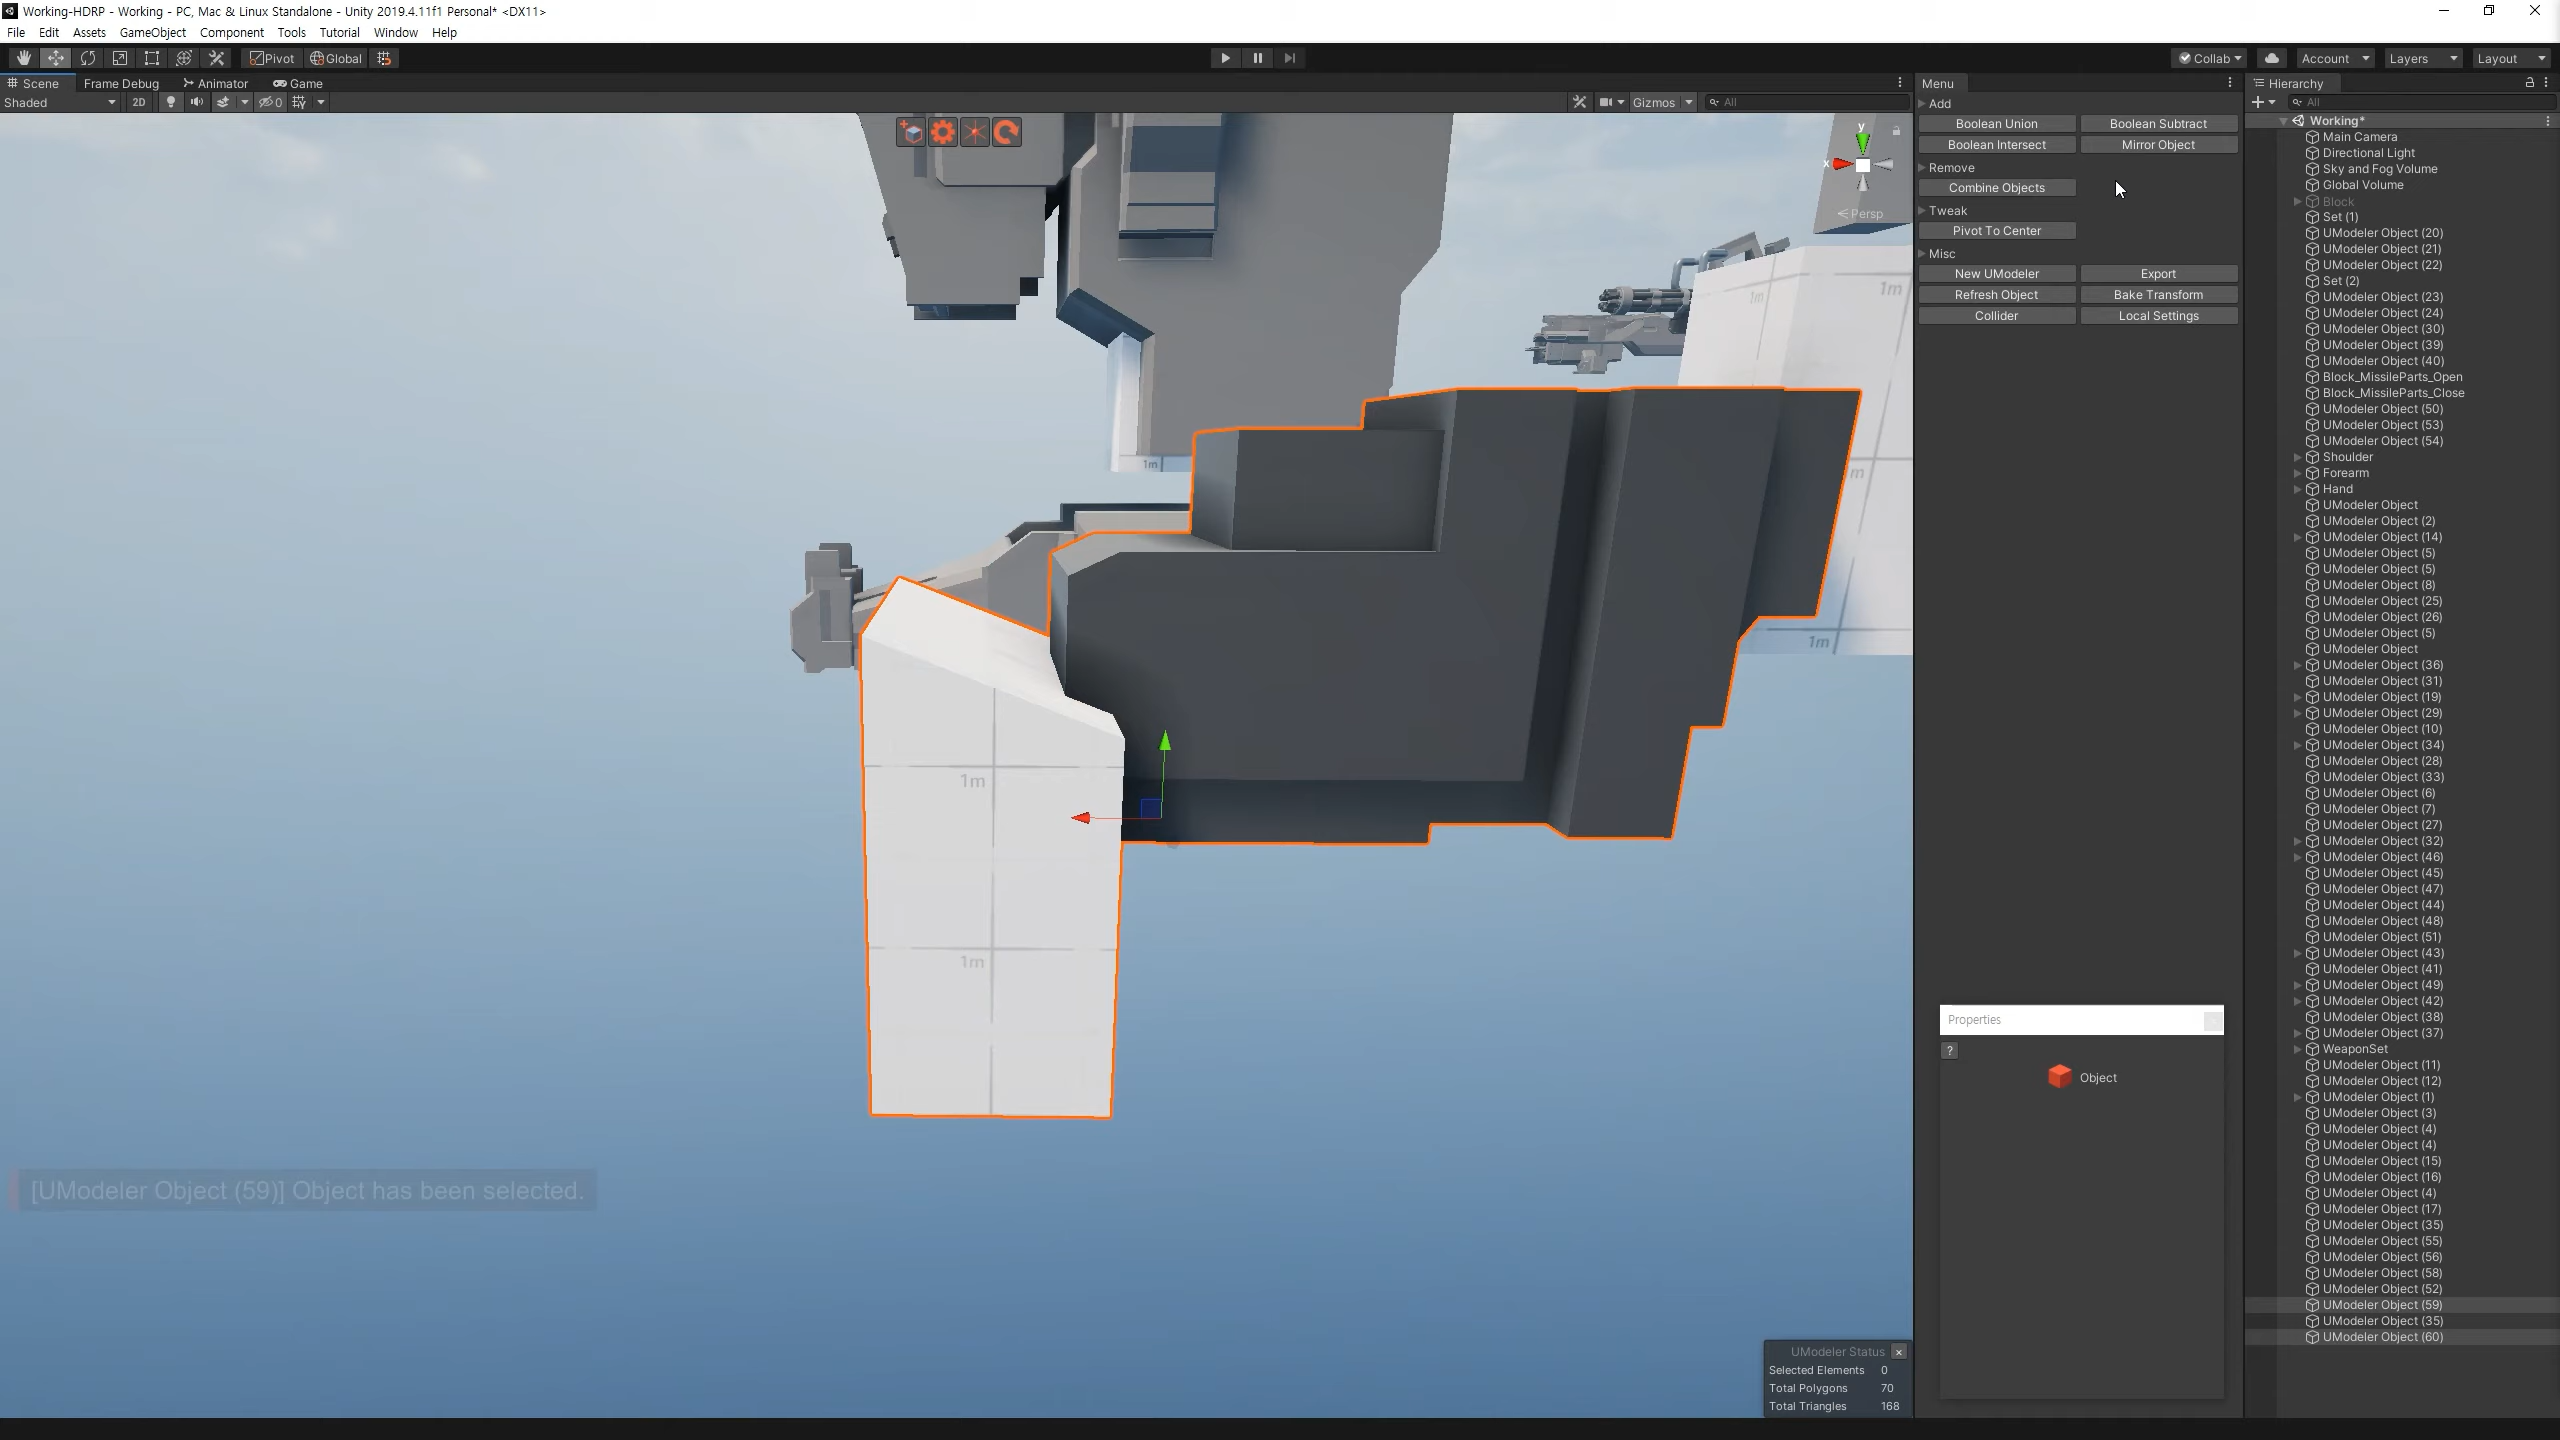 Working-HDRP - Working - PC, Mac & Linux Standalone - Unity 2019.4.11f1 Personal* <DX11>
File Edit Assets GameObject Component Tools Tutorial Window Help
Pivot Global Collab Account Layers Layout
Scene Frame Debug Animator Game
Shaded 2D 0 Gizmos All
y
x
Persp
1m
1m
1m
m
1m
1m
1m
[UModeler Object (59)] Object has been selected.
UModeler Status
Selected Elements 0
Total Polygons 70
Total Triangles 168
Menu
Add
Boolean Union Boolean Subtract
Boolean Intersect Mirror Object
Remove
Combine Objects
Tweak
Pivot To Center
Misc
New UModeler Export
Refresh Object Bake Transform
Collider Local Settings
Properties
?
Object
Hierarchy
All
Working*
Main Camera
Directional Light
Sky and Fog Volume
Global Volume
Block
Set (1)
UModeler Object (20)
UModeler Object (21)
UModeler Object (22)
Set (2)
UModeler Object (23)
UModeler Object (24)
UModeler Object (30)
UModeler Object (39)
UModeler Object (40)
Block_MissileParts_Open
Block_MissileParts_Close
UModeler Object (50)
UModeler Object (53)
UModeler Object (54)
Shoulder
Forearm
Hand
UModeler Object
UModeler Object (2)
UModeler Object (14)
UModeler Object (5)
UModeler Object (5)
UModeler Object (8)
UModeler Object (25)
UModeler Object (26)
UModeler Object (5)
UModeler Object
UModeler Object (36)
UModeler Object (31)
UModeler Object (19)
UModeler Object (29)
UModeler Object (10)
UModeler Object (34)
UModeler Object (28)
UModeler Object (33)
UModeler Object (6)
UModeler Object (7)
UModeler Object (27)
UModeler Object (32)
UModeler Object (46)
UModeler Object (45)
UModeler Object (47)
UModeler Object (44)
UModeler Object (48)
UModeler Object (51)
UModeler Object (43)
UModeler Object (41)
UModeler Object (49)
UModeler Object (42)
UModeler Object (38)
UModeler Object (37)
WeaponSet
UModeler Object (11)
UModeler Object (12)
UModeler Object (1)
UModeler Object (3)
UModeler Object (4)
UModeler Object (4)
UModeler Object (15)
UModeler Object (16)
UModeler Object (4)
UModeler Object (17)
UModeler Object (35)
UModeler Object (55)
UModeler Object (56)
UModeler Object (58)
UModeler Object (52)
UModeler Object (59)
UModeler Object (35)
UModeler Object (60)